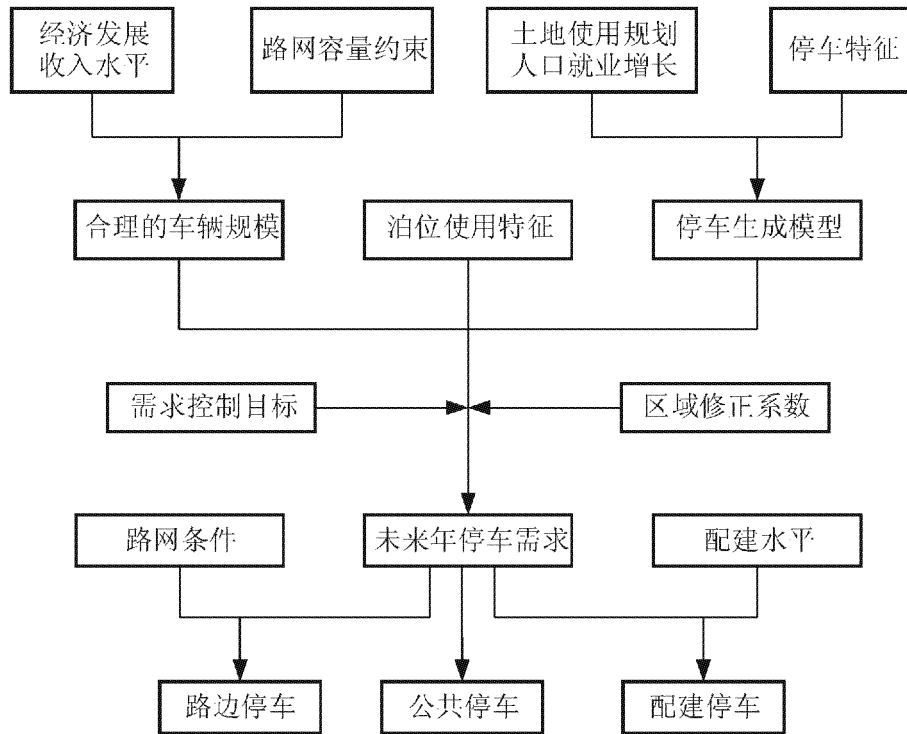 经济发展
收入水平
路网容量约束
土地使用规划
人口就业增长
停车特征
合理的车辆规模
泊位使用特征
停车生成模型
需求控制目标
区域修正系数
路网条件
未来年停车需求
配建水平
路边停车
公共停车
配建停车